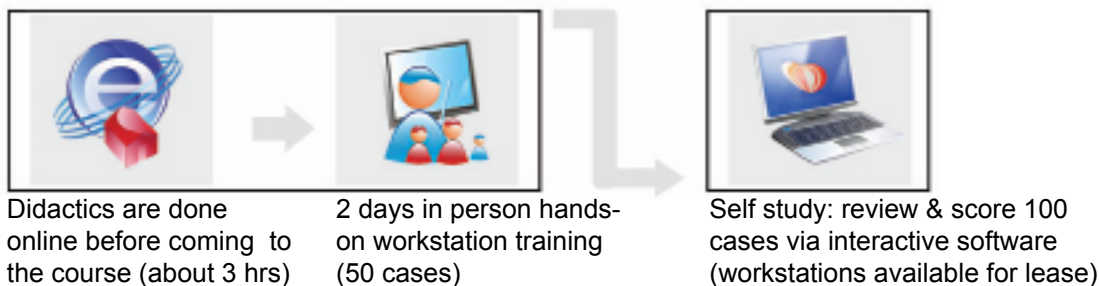 Didactics are done
online before coming to
the course (about 3 hrs)
2 days in person hands-
on workstation training
(50 cases)
Self study: review & score 100
cases via interactive software
(workstations available for lease)